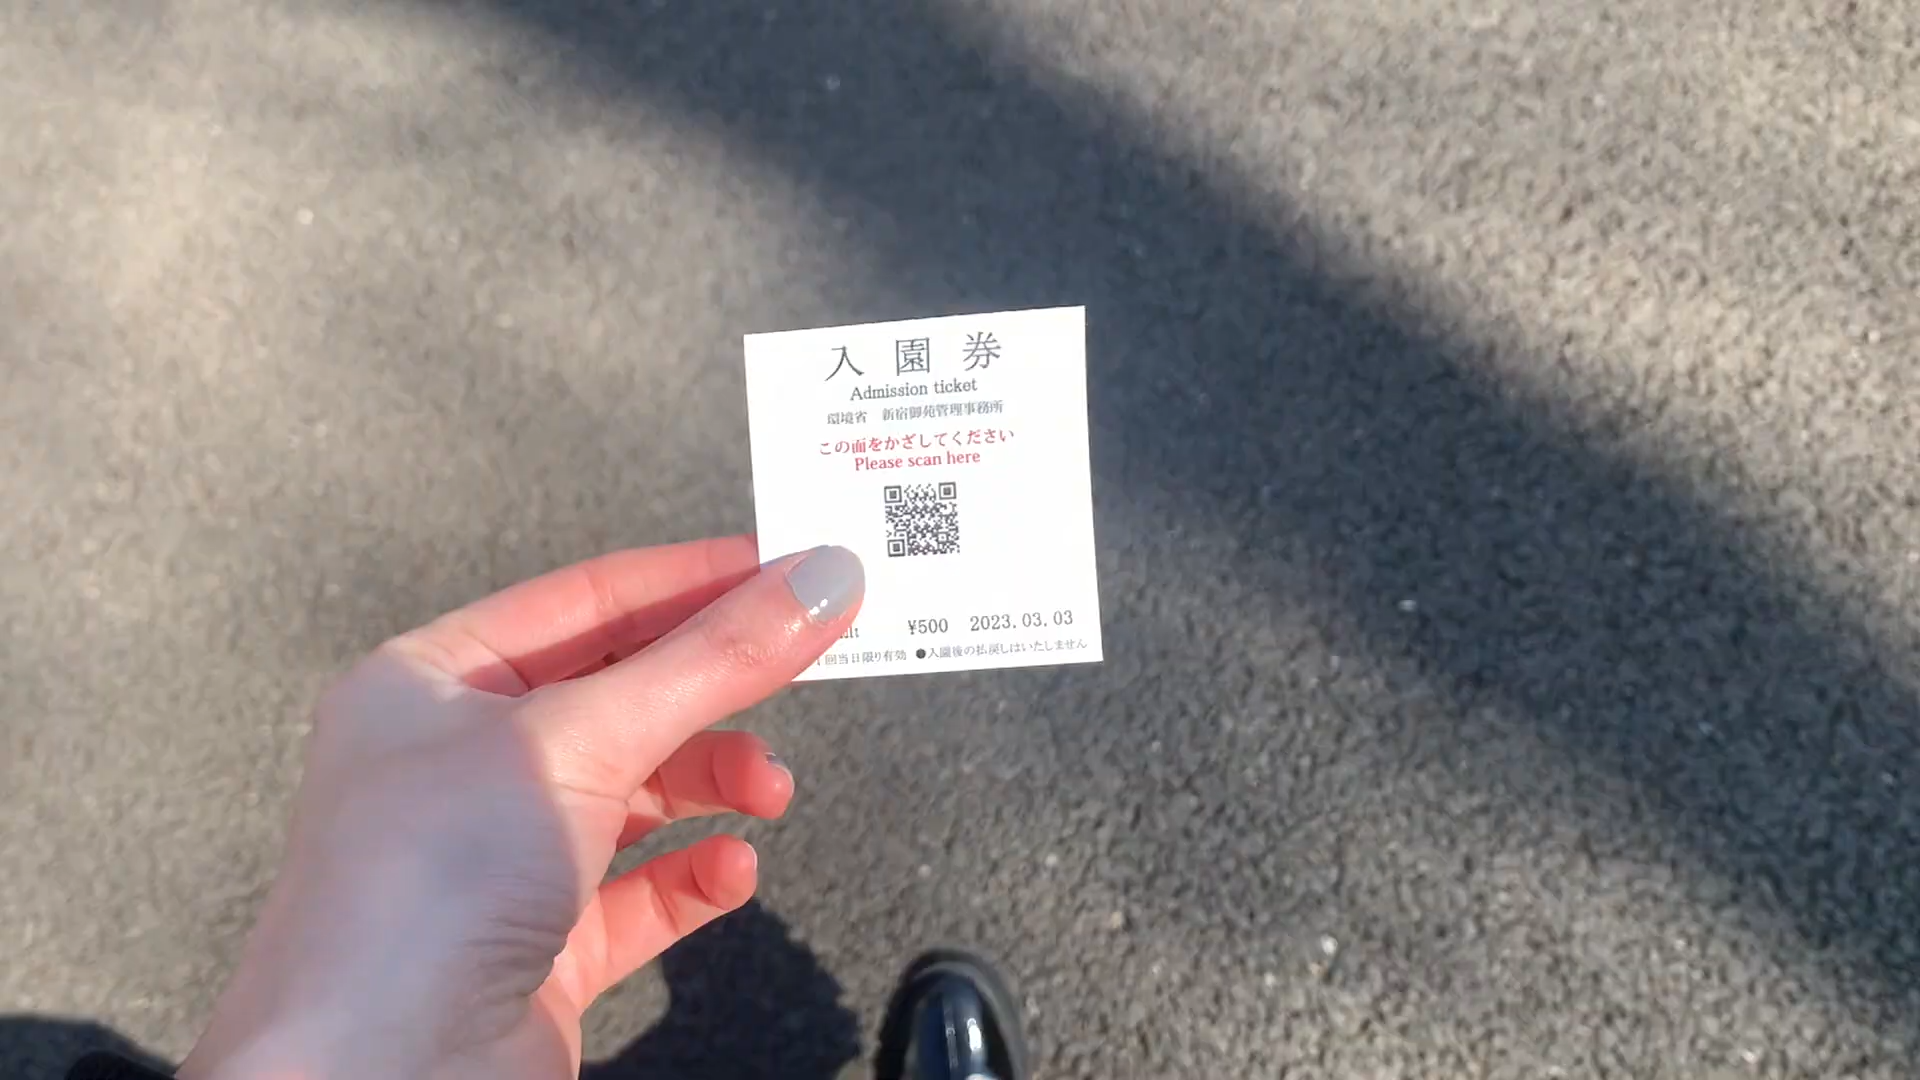 入園券
Admission ticket
環境省 新宿御苑管理事務所
この面をかざしてください
Please scan here
¥500 2023.03.03
回当日限り有効 ●入園後の払戻しはいたしません